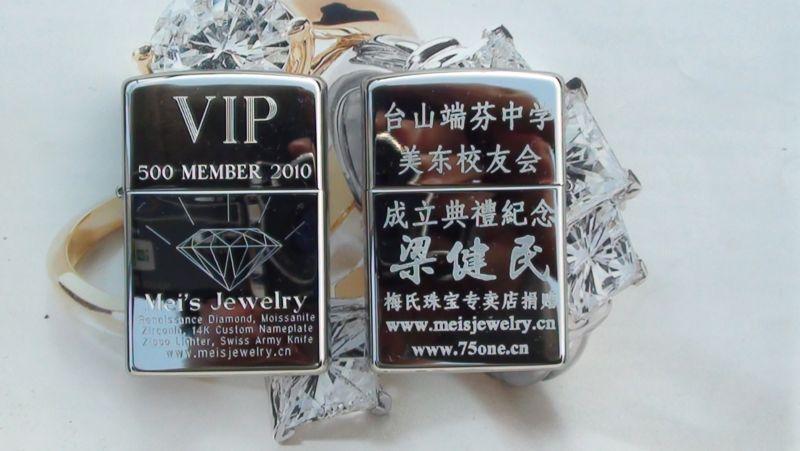 VIP
500 MEMBER 2010
Mei's Jewelry
Renaissance Diamond, Moissanite
Zirconia, 14K Custom Nameplate
Zippo Lighter, Swiss Army Knife
www.meisjewelry.cn
台山端芬中学
美东校友会
成立典禮紀念
梁健民
梅氏珠宝专卖店捐赠
www.meisjewelry.cn
www.75one.cn